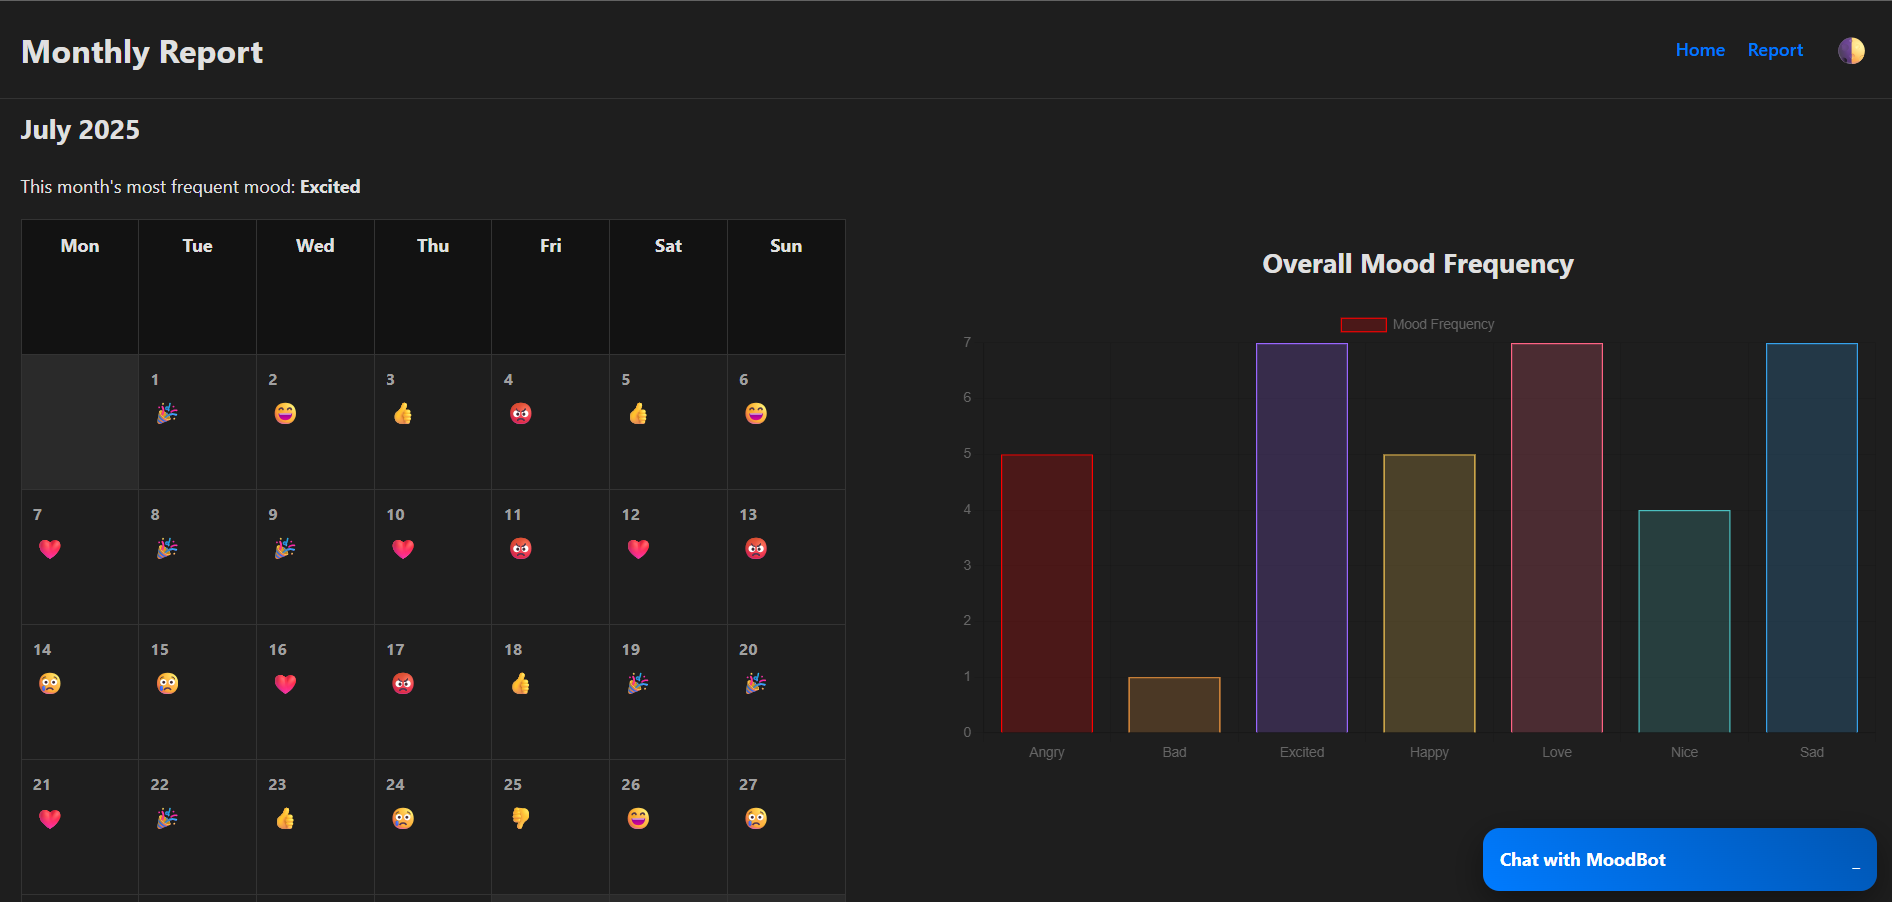 Monthly Report
Home Report
July 2025
This month's most frequent mood: Excited
Mon Tue Wed Thu Fri Sat Sun
1 2 3 4 5 6
7 8 9 10 11 12 13
14 15 16 17 18 19 20
21 22 23 24 25 26 27
Overall Mood Frequency
Mood Frequency
7
6
5
4
3
2
1
0
Angry Bad Excited Happy Love Nice Sad
Chat with MoodBot _